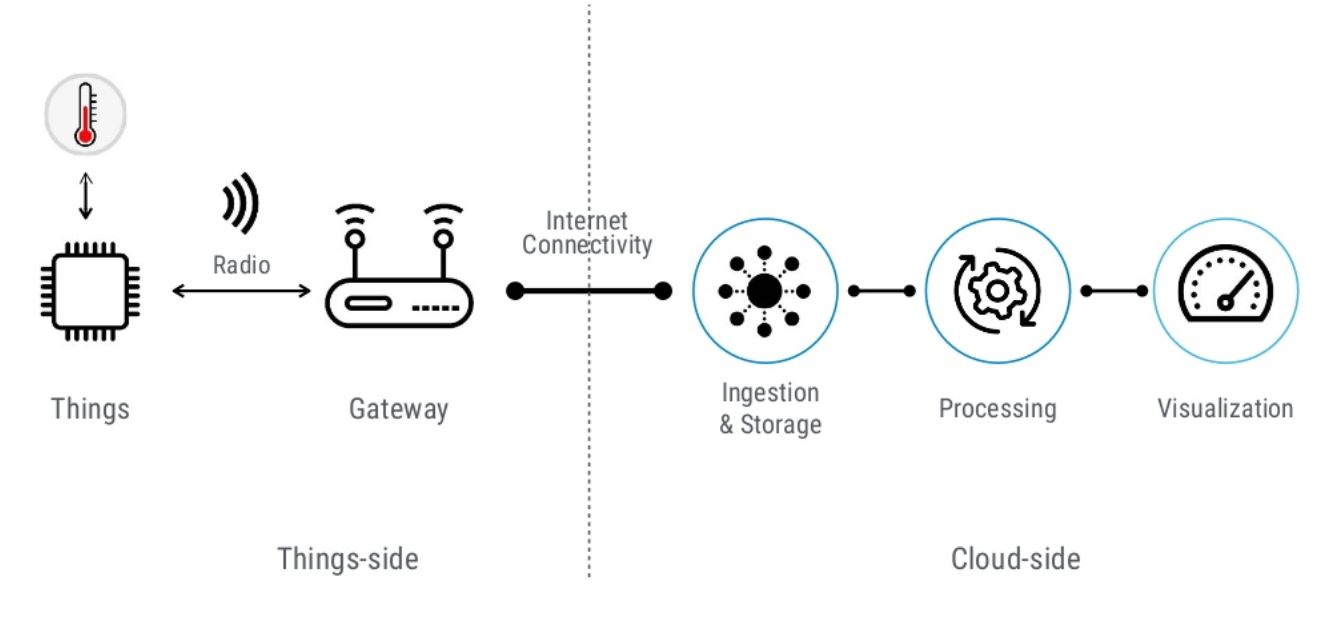 Radio
Internet
Connectivity
Things
Gateway
Ingestion
& Storage
Processing
Visualization
Things-side
Cloud-side